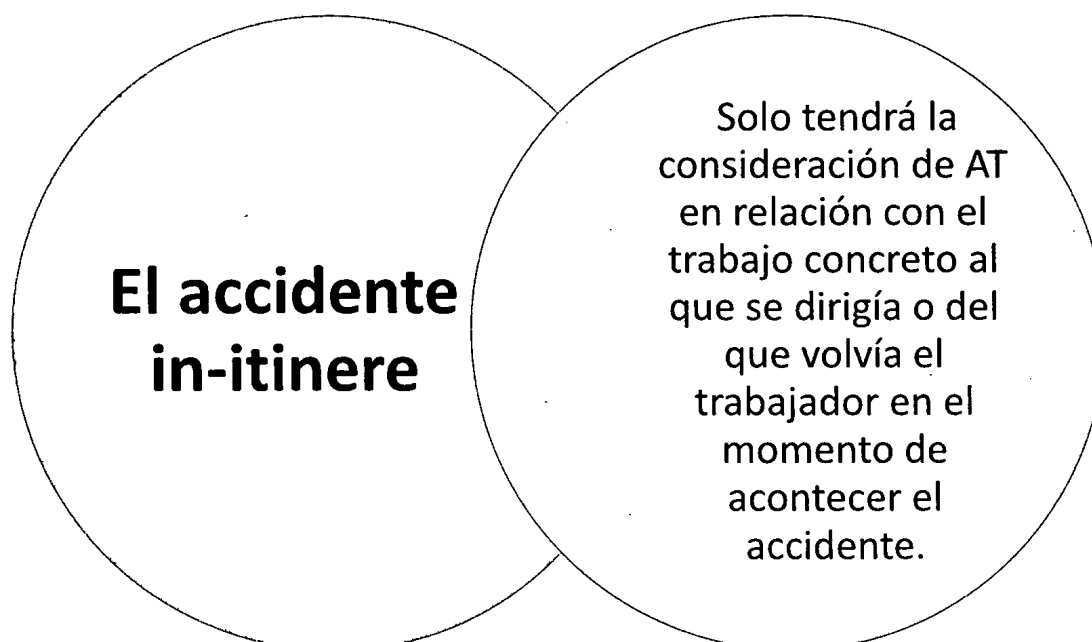 El accidente
in-itinere
Solo tendrá la
consideración de AT
en relación con el
trabajo concreto al
que se dirigía o del
que volvía el
trabajador en el
momento de
acontecer el
accidente.